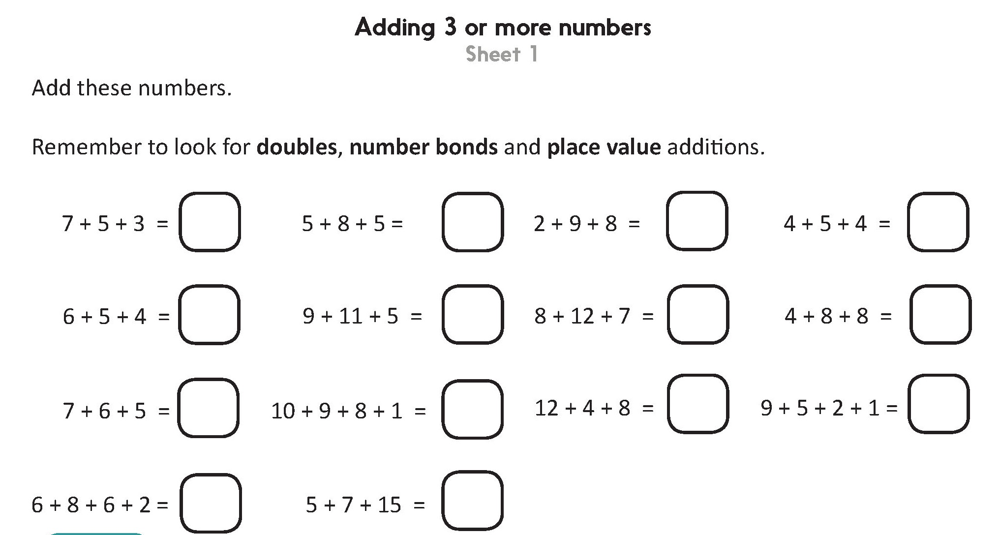 Adding 3 or more numbers
Sheet 1
Add these numbers.
Remember to look for doubles, number bonds and place value additions.
7 + 5 + 3 =
5 + 8 + 5 =
2 + 9 + 8 =
4 + 5 + 4 =
6 + 5 + 4 =
9 + 11 + 5 =
8 + 12 + 7 =
4 + 8 + 8 =
7 + 6 + 5 =
10 + 9 + 8 + 1 =
12 + 4 + 8 =
9 + 5 + 2 + 1 =
6 + 8 + 6 + 2 =
5 + 7 + 15 =